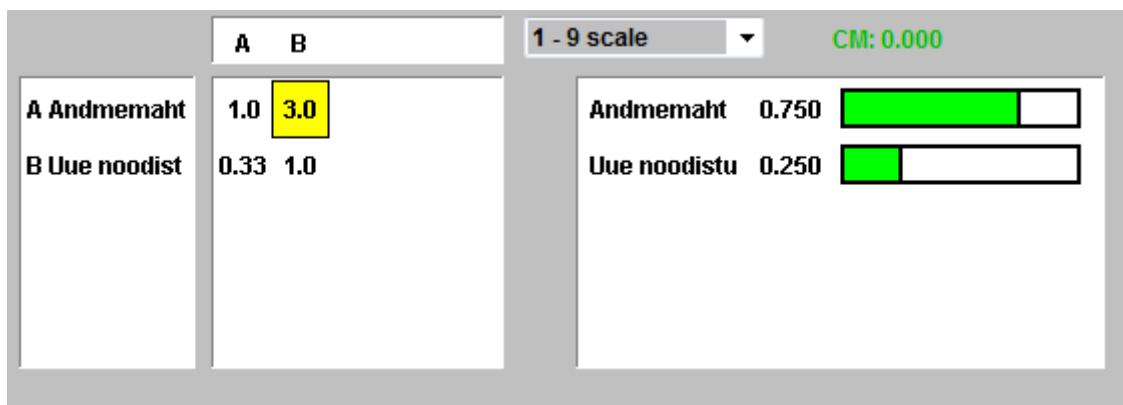 A B
1 - 9 scale
CM: 0.000
A Andmemaht 1.0 3.0
B Uue noodist 0.33 1.0
Andmemaht 0.750
Uue noodistu 0.250